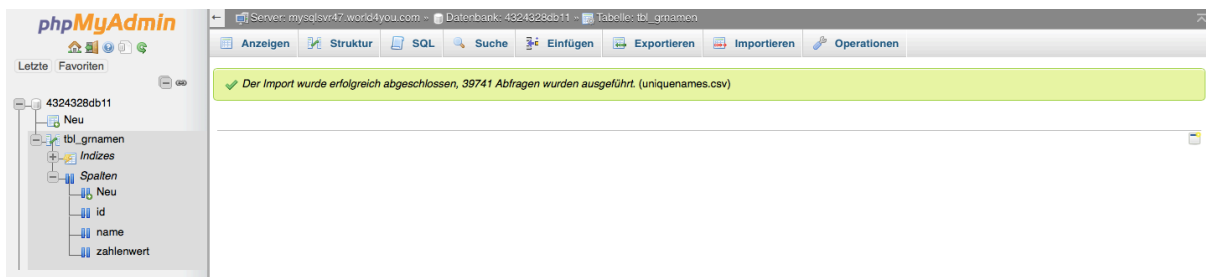 phpMyAdmin
Letzte Favoriten
4324328db11
Neu
tbl_grnamen
Indizes
Spalten
Neu
id
name
zahlenwert
Server: mysqlsvr47.world4you.com » Datenbank: 4324328db11 » Tabelle: tbl_grnamen
Anzeigen Struktur SQL Suche Einfügen Exportieren Importieren Operationen
Der Import wurde erfolgreich abgeschlossen, 39741 Abfragen wurden ausgeführt. (uniquenames.csv)